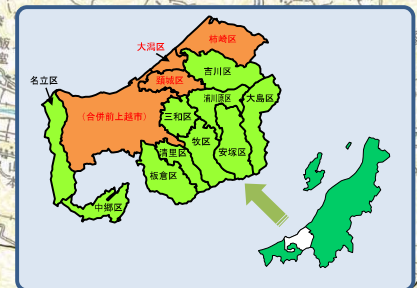 柿崎区
大潟区
吉川区
頸城区
名立区
浦川原区
大島区
(合併前上越市)
三和区
牧区
清里区
安塚区
板倉区
中郷区